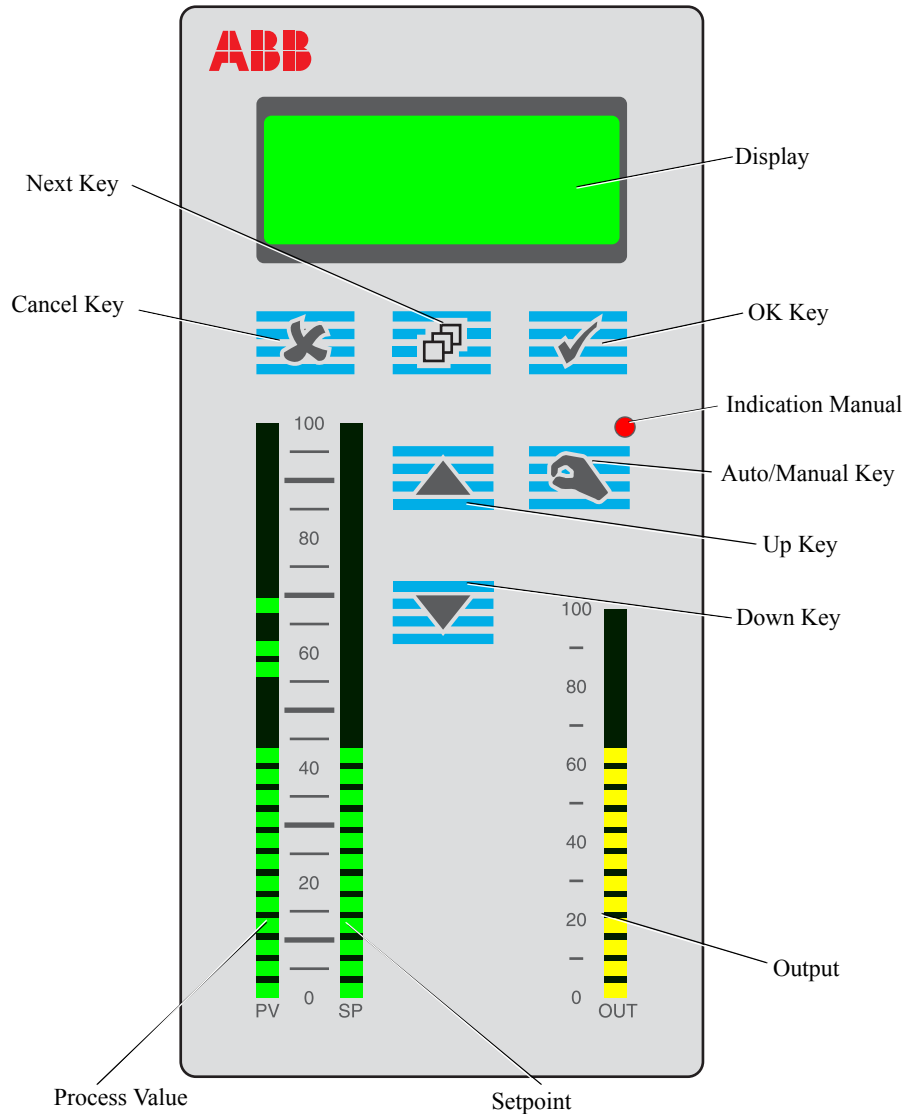 ABB
Display
Next Key
Cancel Key
OK Key
Indication Manual
100
Auto/Manual Key
80
Up Key
100
Down Key
60
80
40
60
40
20
20
Output
0
0
PV
SP
OUT
Process Value
Setpoint